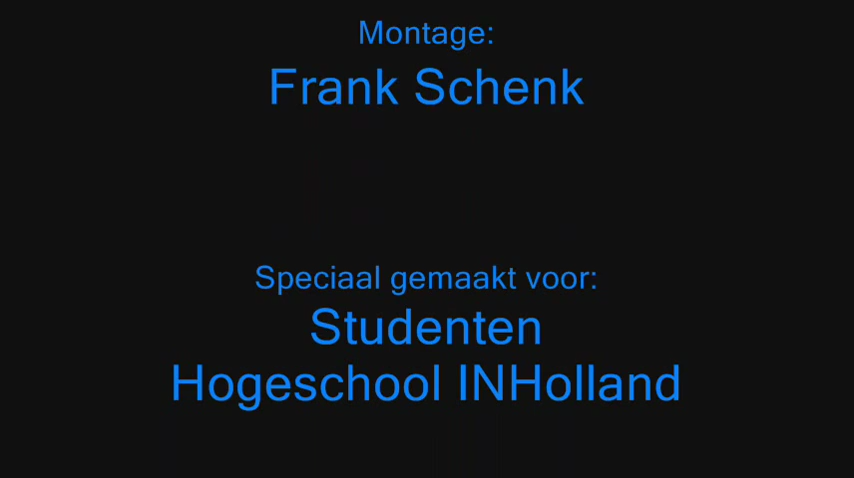 Montage:
Frank Schenk
Speciaal gemaakt voor:
Studenten
Hogeschool INHolland